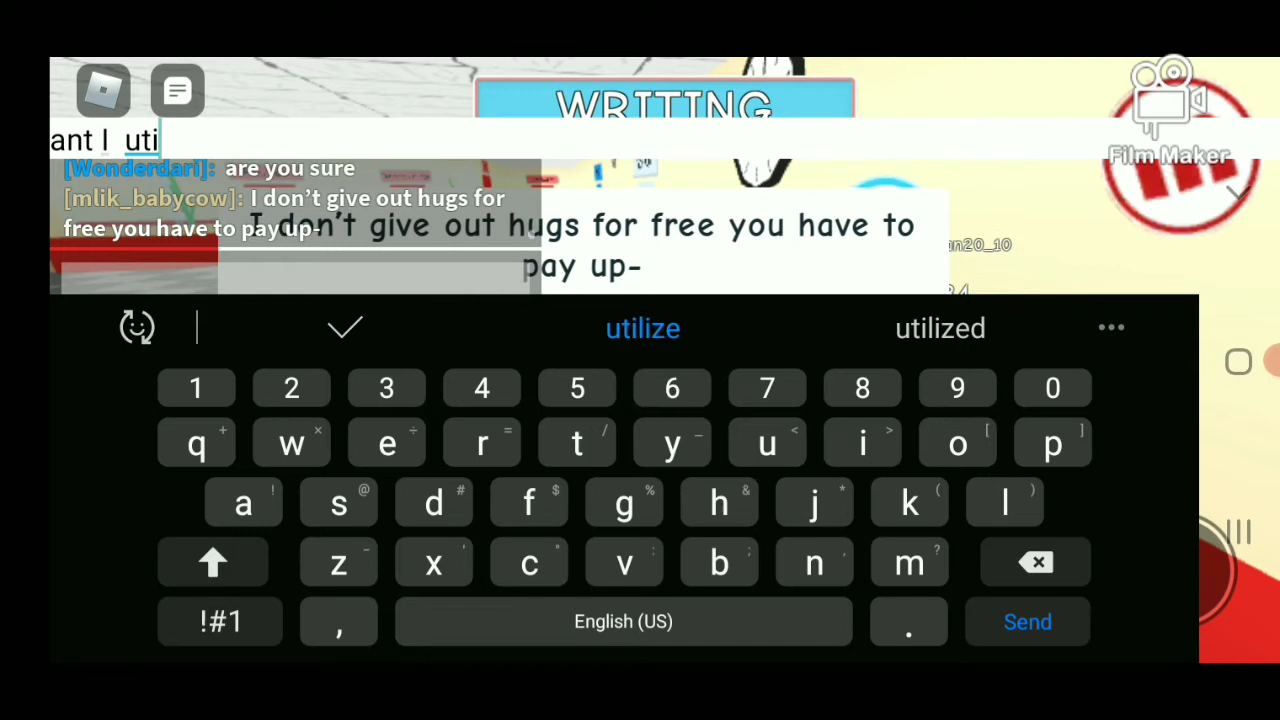 WRITING
ant I uti
Film Maker
[Wonderdari]: are you sure
[mlik_babycow]: I don't give out hugs for
free you have to pay up-
I don't give out hugs for free you have to
pay up-
utilize utilized
1 2 3 4 5 6 7 8 9 0
q w e r t y u i o p
a s d f g h j k l
z x c v b n m
!#1 , English (US) . Send